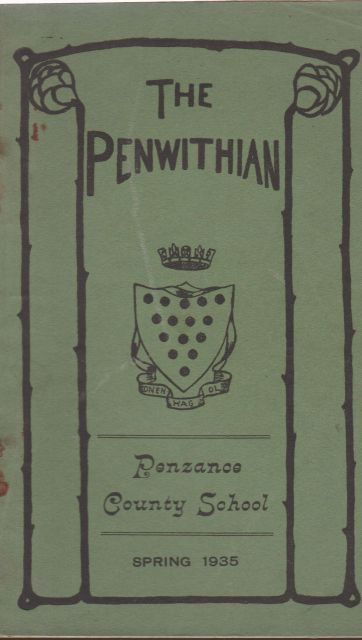 THE
PENWITHIAN
ONEN HAG OL
Penzance
County School
SPRING 1935